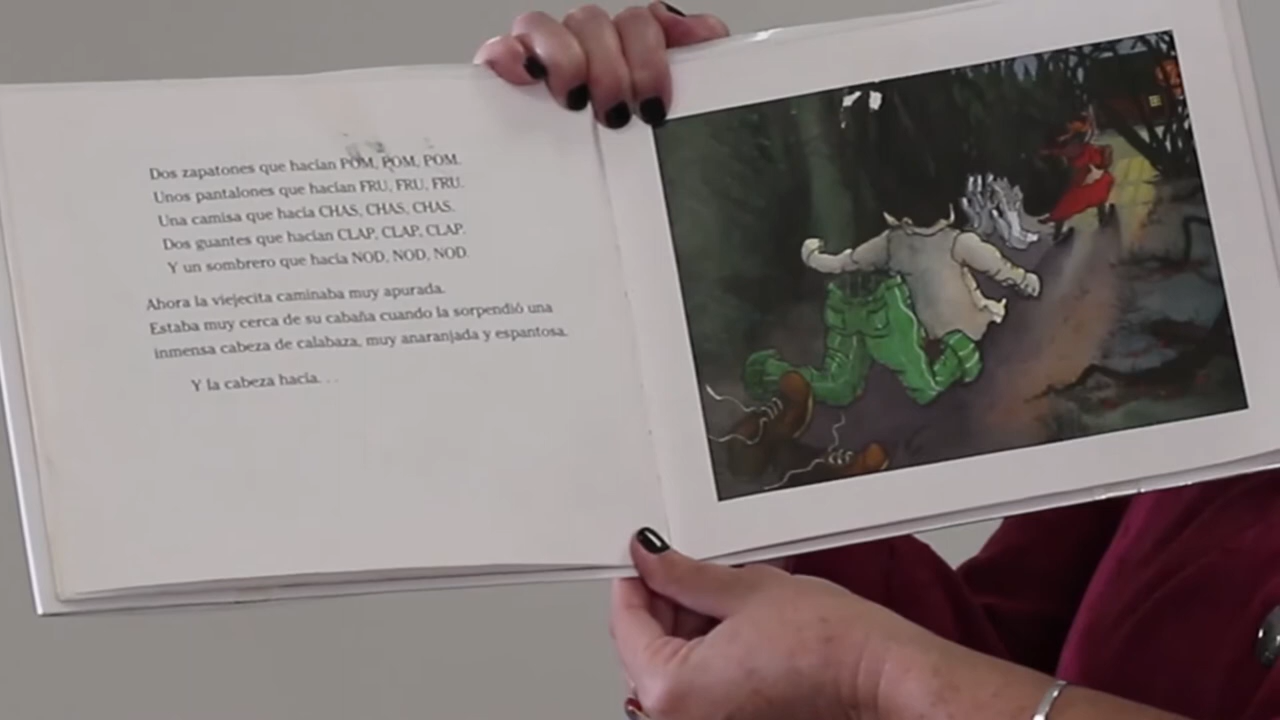 Dos zapatones que hacían POM, POM, POM.
Unos pantalones que hacían FRU, FRU, FRU.
Una camisa que hacía CHAS, CHAS, CHAS.
Dos guantes que hacían CLAP, CLAP, CLAP.
Y un sombrero que hacía NOD, NOD, NOD.
Ahora la viejecita caminaba muy apurada.
Estaba muy cerca de su cabaña cuando la sorpendió una
inmensa cabeza de calabaza, muy anaranjada y espantosa.
Y la cabeza hacía. . .